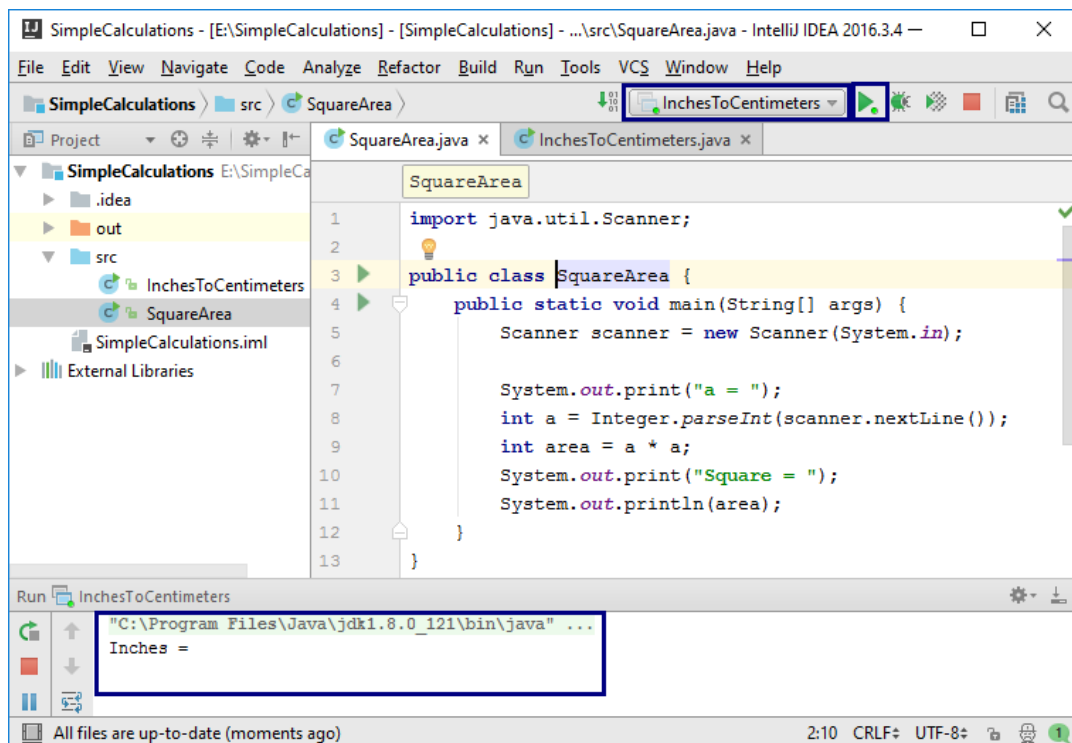 SimpleCalculations - [E:\SimpleCalculations] - [SimpleCalculations] - ...\src\SquareArea.java - IntelliJ IDEA 2016.3.4
File Edit View Navigate Code Analyze Refactor Build Run Tools VCS Window Help
SimpleCalculations src SquareArea InchesToCentimeters
Project SquareArea.java InchesToCentimeters.java
SimpleCalculations E:\SimpleCa
.idea
out
src
InchesToCentimeters
SquareArea
SimpleCalculations.iml
External Libraries
SquareArea
1 import java.util.Scanner;
2
3 public class SquareArea {
4 public static void main(String[] args) {
5 Scanner scanner = new Scanner(System.in);
6
7 System.out.print("a = ");
8 int a = Integer.parseInt(scanner.nextLine());
9 int area = a * a;
10 System.out.print("Square = ");
11 System.out.println(area);
12 }
13 }
Run InchesToCentimeters
"C:\Program Files\Java\jdk1.8.0_121\bin\java" ...
Inches =
All files are up-to-date (moments ago) 2:10 CRLF UTF-8 1